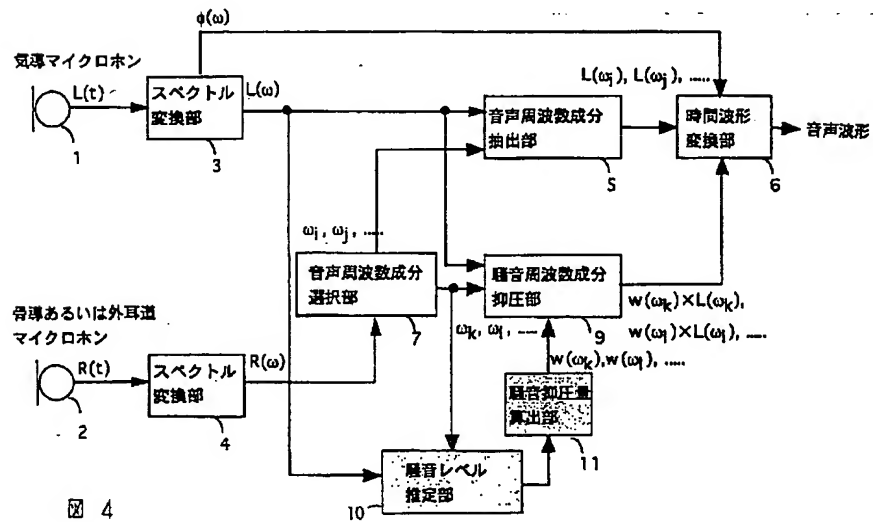 φ(ω)
気導マイクロホン
L(t)
1
スペクトル
変換部
3
L(ω)
音声周波数成分
抽出部
5
L(ωi), L(ωj), .....
時間波形
変換部
6
音声波形
ωi, ωj, .....
音声周波数成分
選択部
7
騒音周波数成分
抑圧部
9
w(ωk)×L(ωk),
w(ωl)×L(ωl), .....
ωk, ωl, ....
w(ωk),w(ωl), .....
骨導あるいは外耳道
マイクロホン
R(t)
2
スペクトル
変換部
4
R(ω)
騒音抑圧量
算出部
11
騒音レベル
推定部
10
図 4